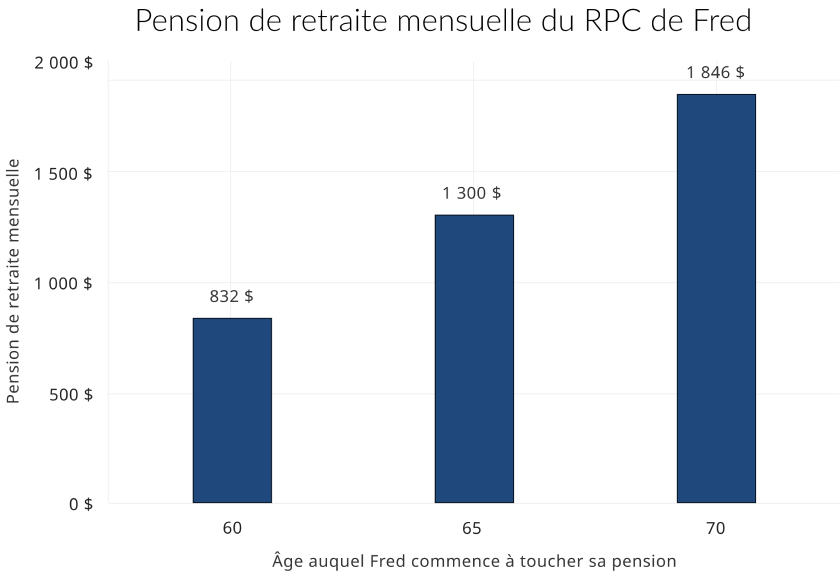 Pension de retraite mensuelle du RPC de Fred
Pension de retraite mensuelle
2 000 $
1 500 $
1 000 $
500 $
0 $
832 $
1 300 $
1 846 $
60
65
70
Âge auquel Fred commence à toucher sa pension